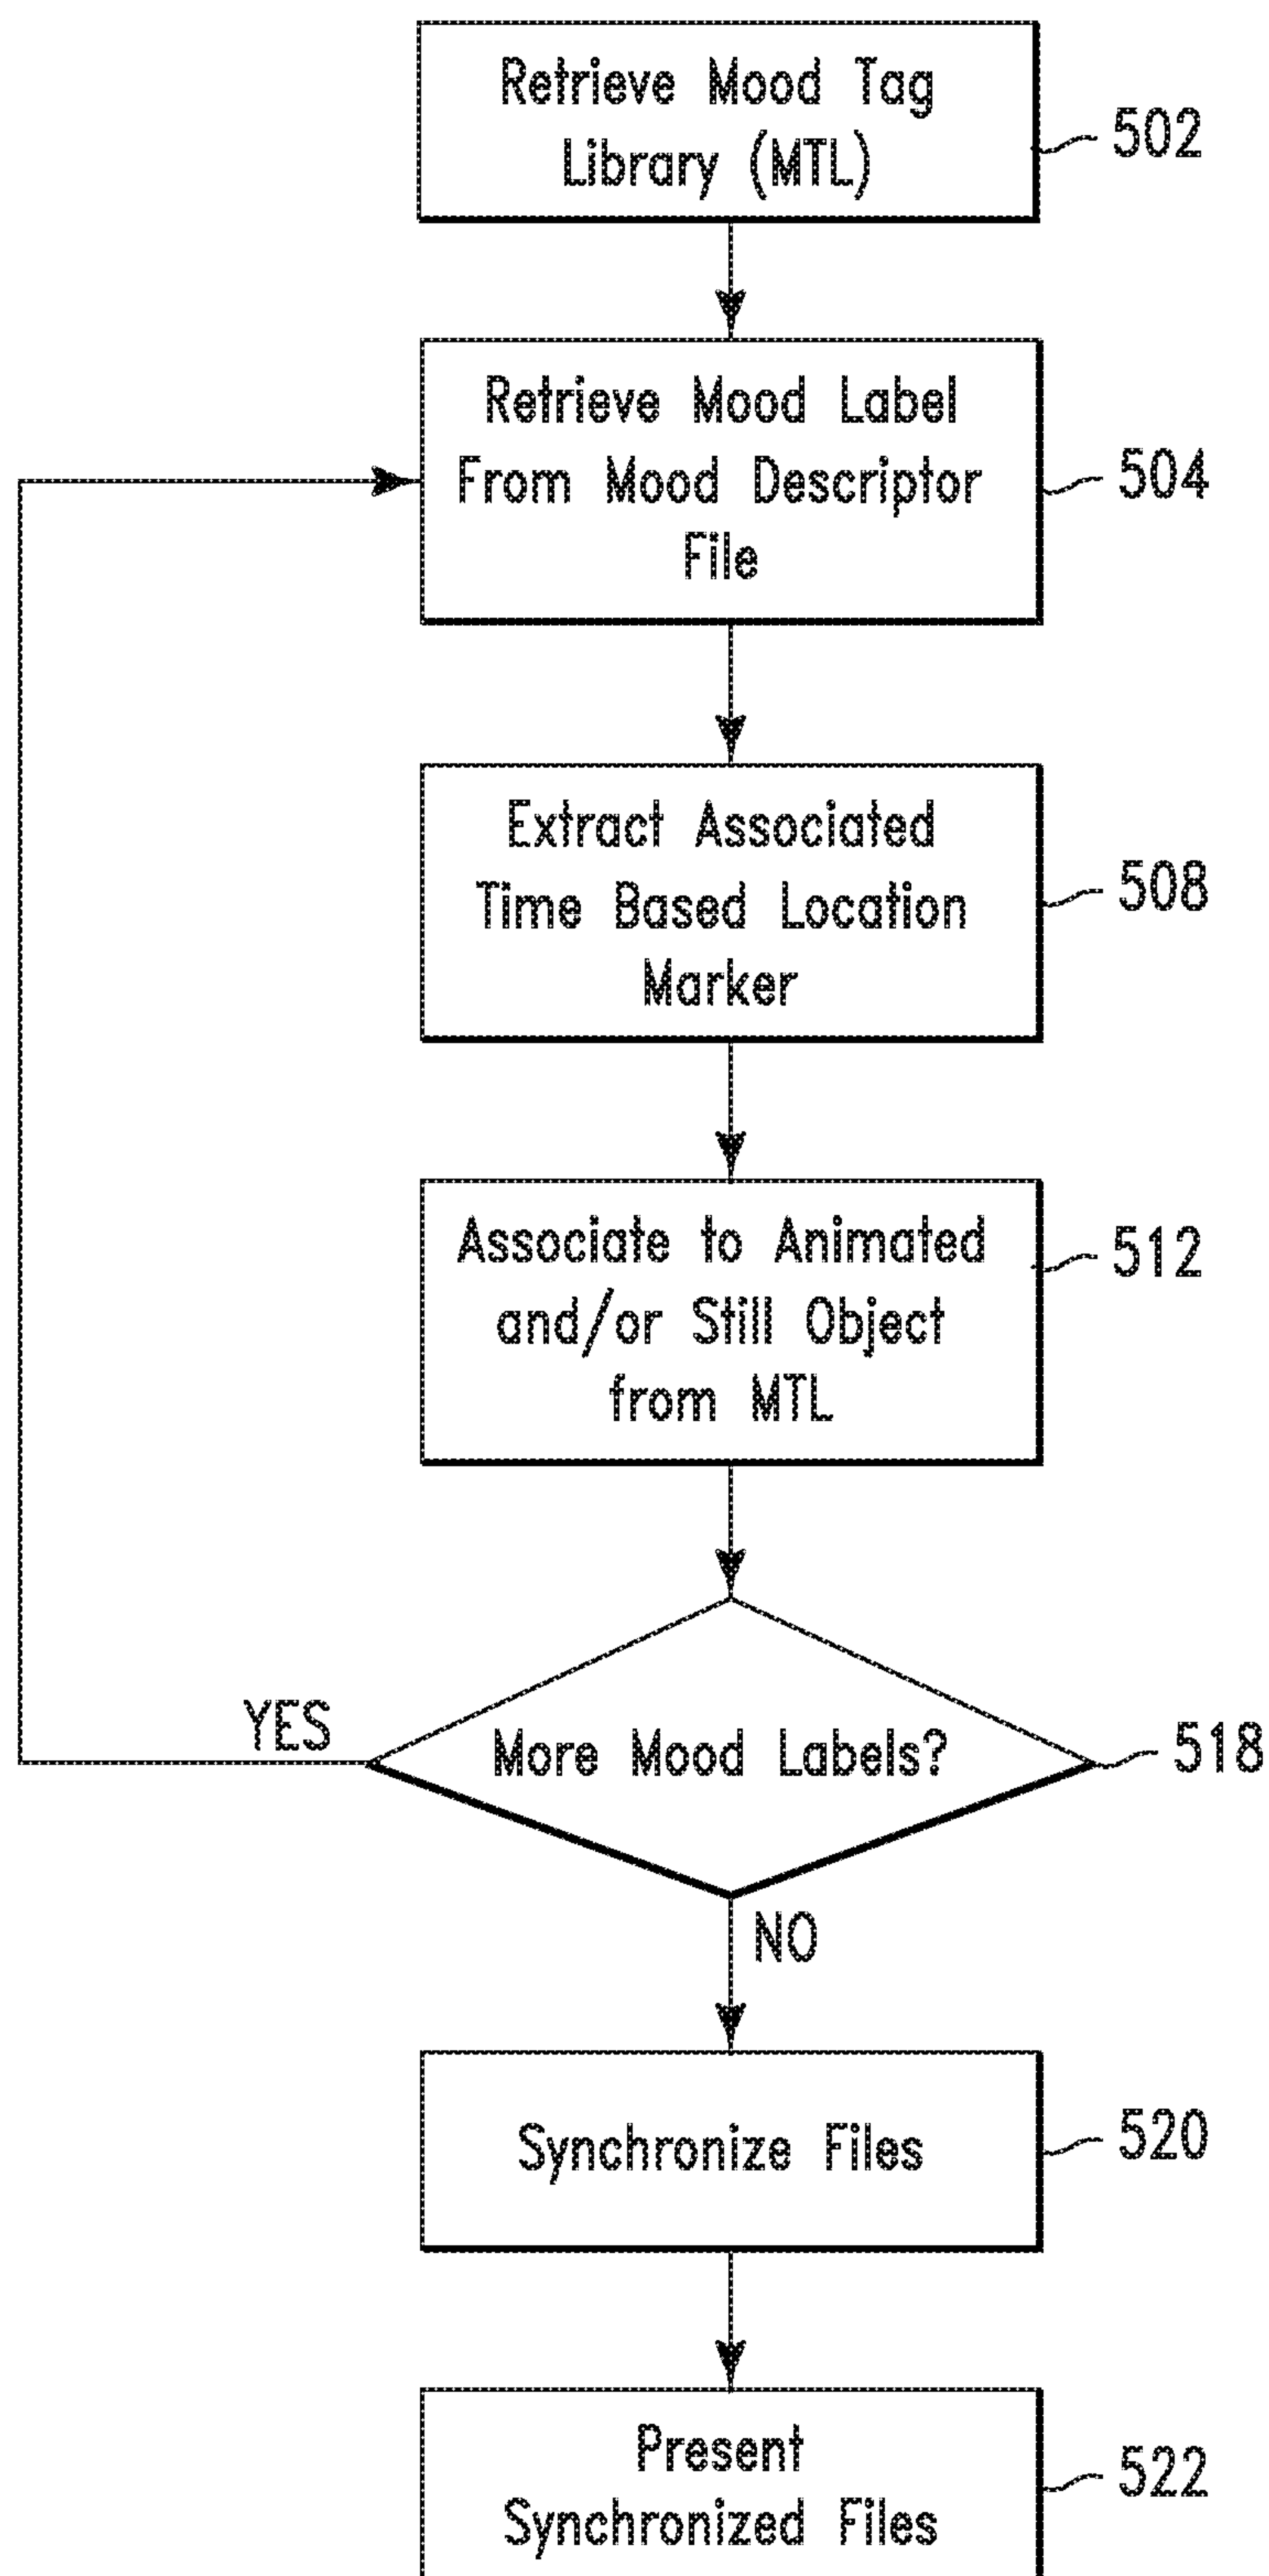 Retrieve Mood Tag
Library (MTL)
502
Retrieve Mood Label
From Mood Descriptor
File
504
Extract Associated
Time Based Location
Marker
508
Associate to Animated
and/or Still Object
from MTL
512
YES
More Mood Labels?
518
NO
Synchronize Files
520
Present
Synchronized Files
522